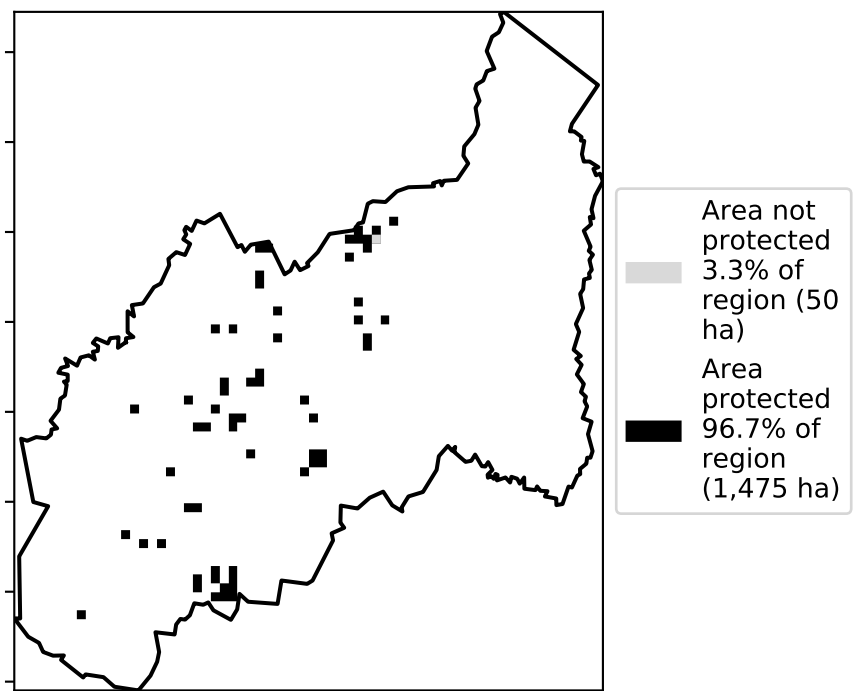 Area not
protected
3.3% of
region (50
ha)
Area
protected
96.7% of
region
(1,475 ha)